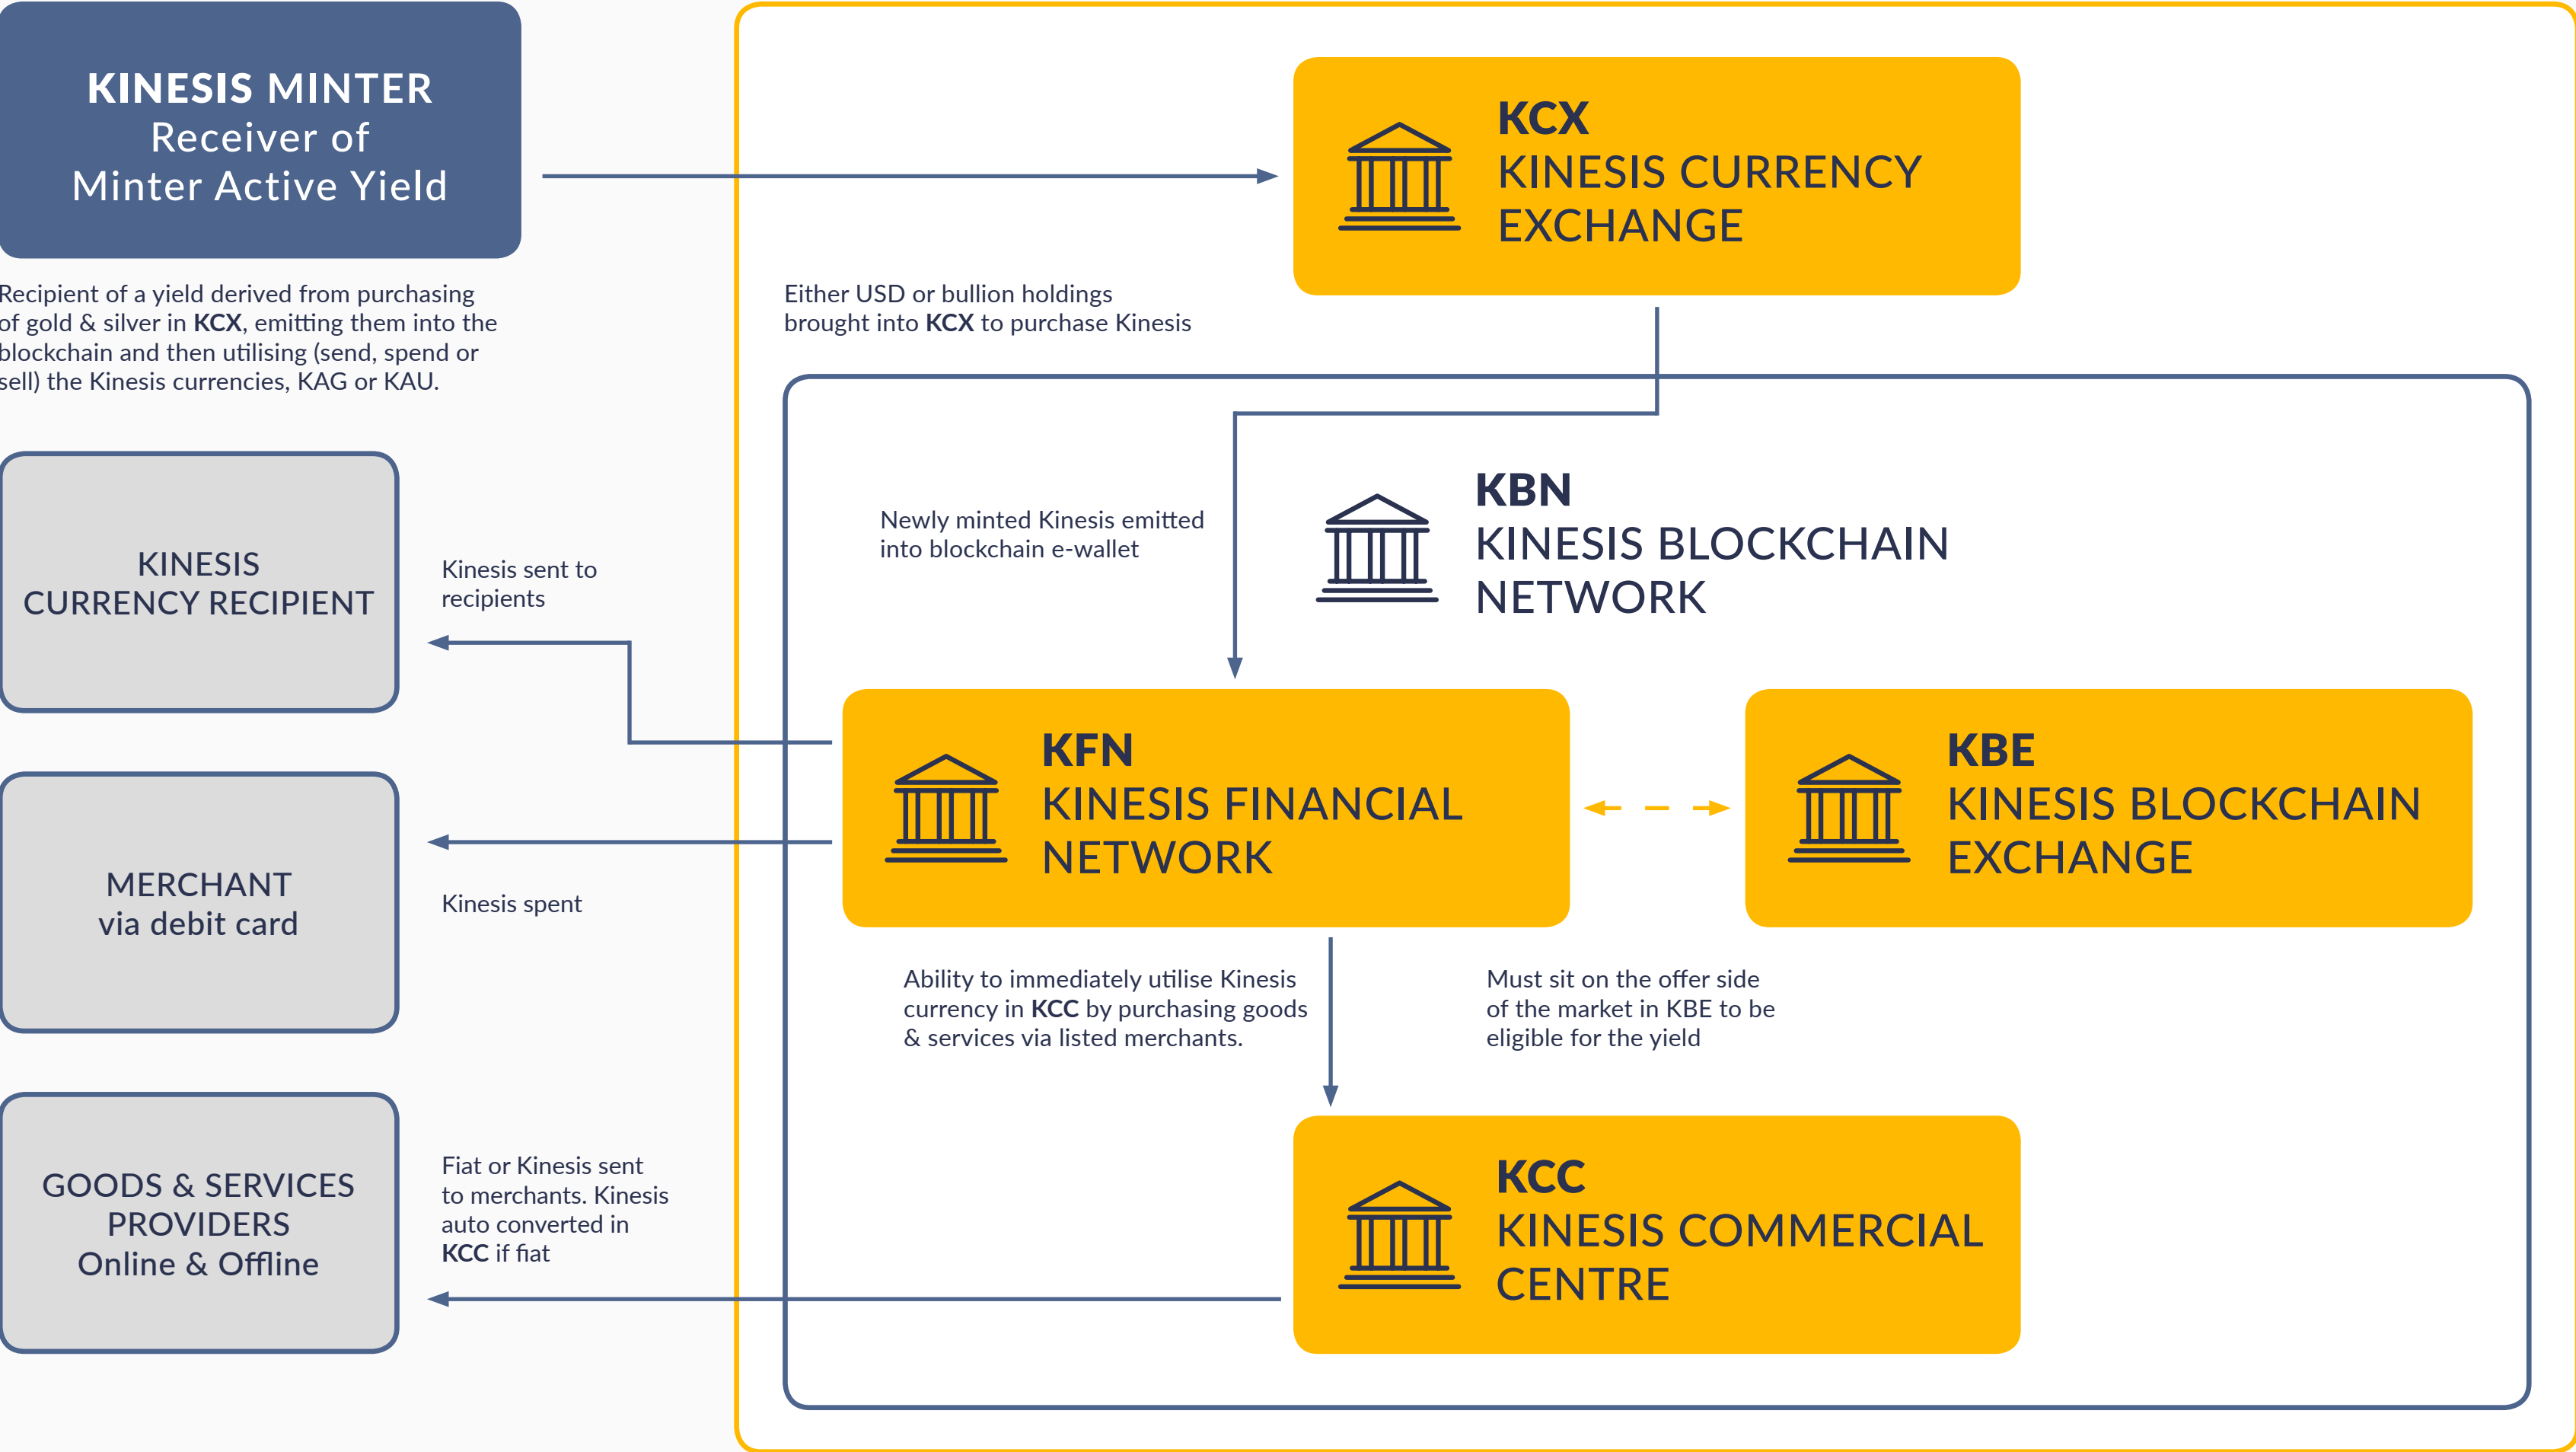 KINESIS MINTER
Receiver of
Minter Active Yield
Recipient of a yield derived from purchasing
of gold & silver in KCX, emitting them into the
blockchain and then utilising (send, spend or
sell) the Kinesis currencies, KAG or KAU.
KCX
KINESIS CURRENCY
EXCHANGE
Either USD or bullion holdings
brought into KCX to purchase Kinesis
KINESIS
CURRENCY RECIPIENT
Kinesis sent to
recipients
Newly minted Kinesis emitted
into blockchain e-wallet
KBN
KINESIS BLOCKCHAIN
NETWORK
MERCHANT
via debit card
Kinesis spent
KFN
KINESIS FINANCIAL
NETWORK
KBE
KINESIS BLOCKCHAIN
EXCHANGE
Ability to immediately utilise Kinesis
currency in KCC by purchasing goods
& services via listed merchants.
Must sit on the offer side
of the market in KBE to be
eligible for the yield
GOODS & SERVICES
PROVIDERS
Online & Offline
Fiat or Kinesis sent
to merchants. Kinesis
auto converted in
KCC if fiat
KCC
KINESIS COMMERCIAL
CENTRE